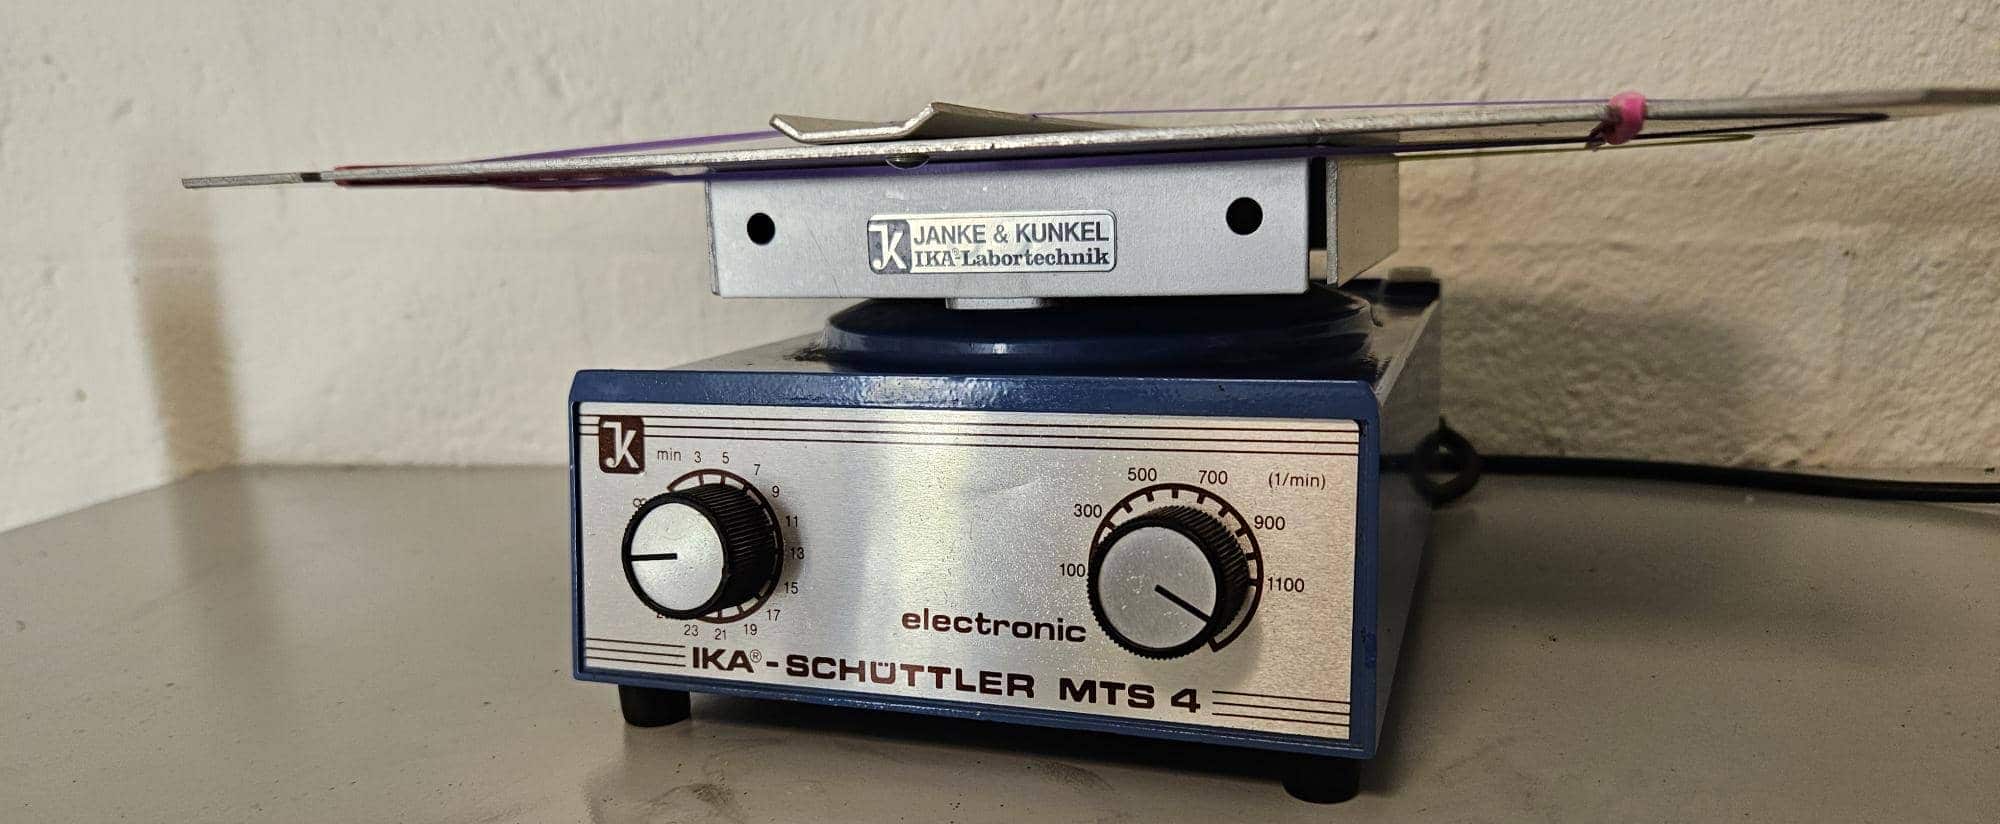 JK JANKE & KUNKEL
IKA®-Labortechnik
JK
min 3 5 7 9 11 13 15 17 19 21 23
∞
100 300 500 700 900 1100 (1/min)
electronic
IKA®-SCHÜTTLER MTS 4